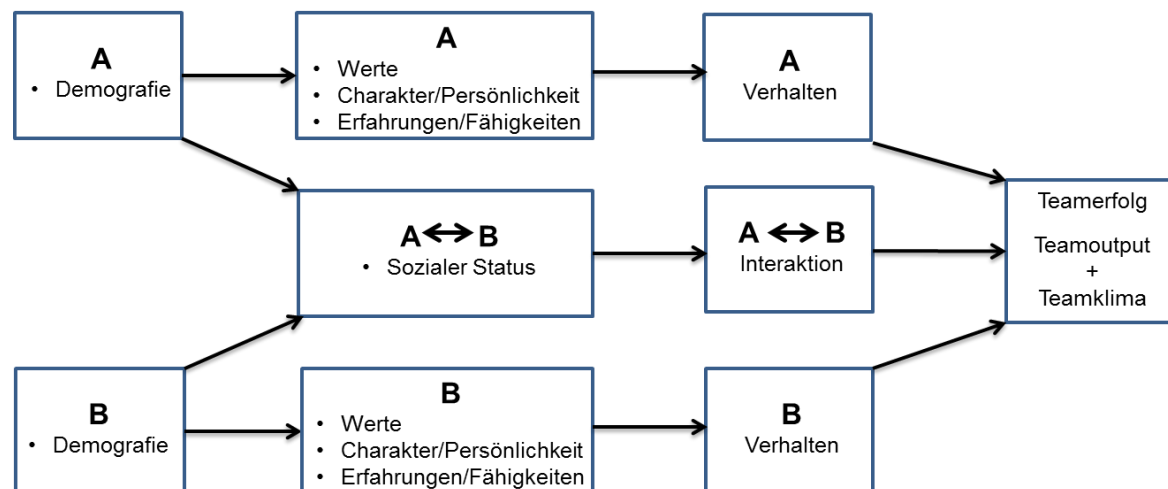 A
• Demografie
A
• Werte
• Charakter/Persönlichkeit
• Erfahrungen/Fähigkeiten
A
Verhalten
A ↔ B
• Sozialer Status
A ↔ B
Interaktion
Teamerfolg
Teamoutput
+
Teamklima
B
• Demografie
B
• Werte
• Charakter/Persönlichkeit
• Erfahrungen/Fähigkeiten
B
Verhalten